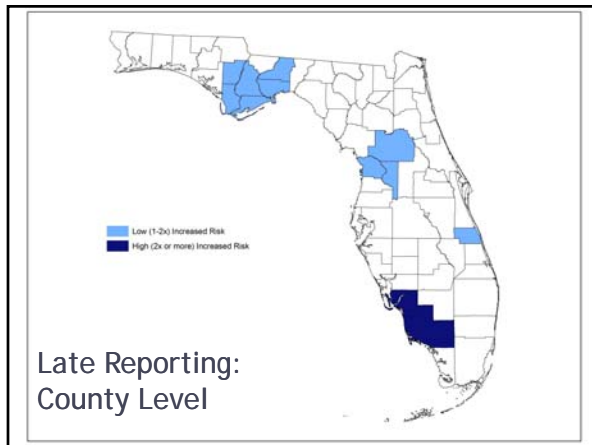 Low (1-2x) Increased Risk
High (2x or more) Increased Risk
Late Reporting:
County Level